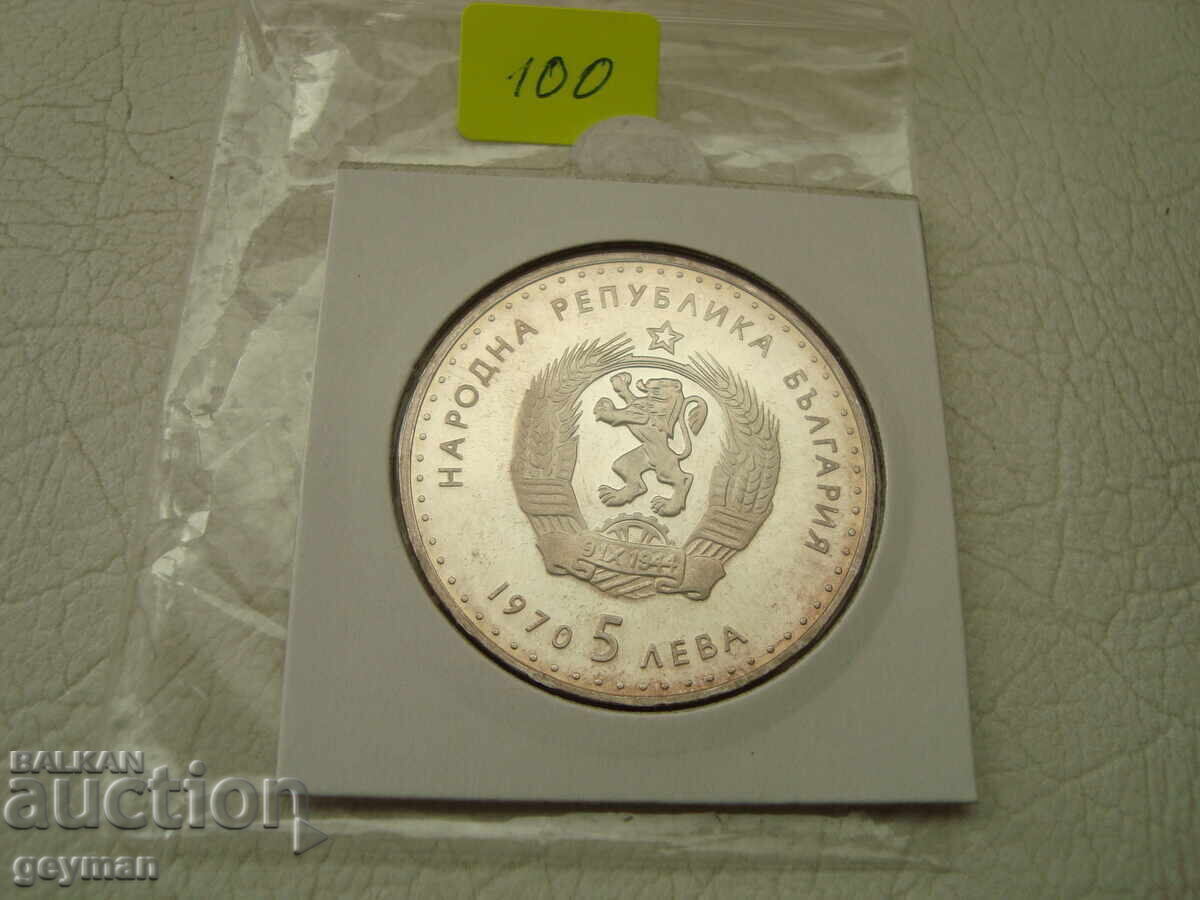 100
НАРОДНА РЕПУБЛИКА БЪЛГАРИЯ
9·IX·1944
1970 5 ЛЕВА
BALKAN
auction
geyman